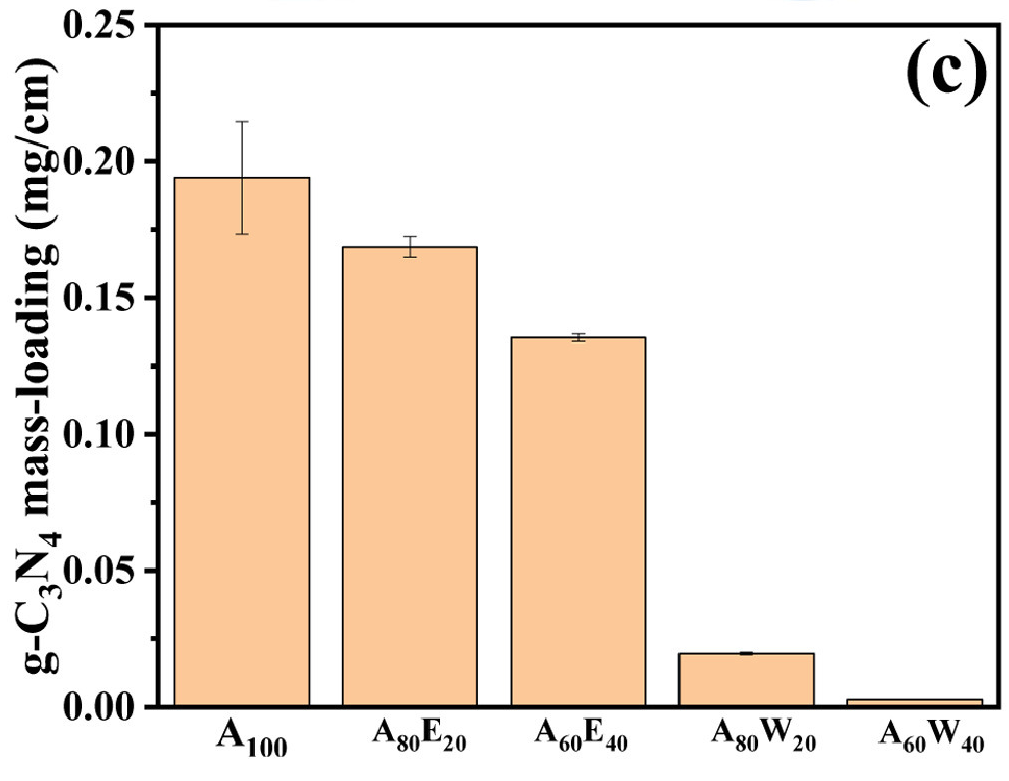 (c)
g-C₃N₄ mass-loading (mg/cm)
0.25
0.20
0.15
0.10
0.05
0.00
A₁₀₀ A₈₀E₂₀ A₆₀E₄₀ A₈₀W₂₀ A₆₀W₄₀